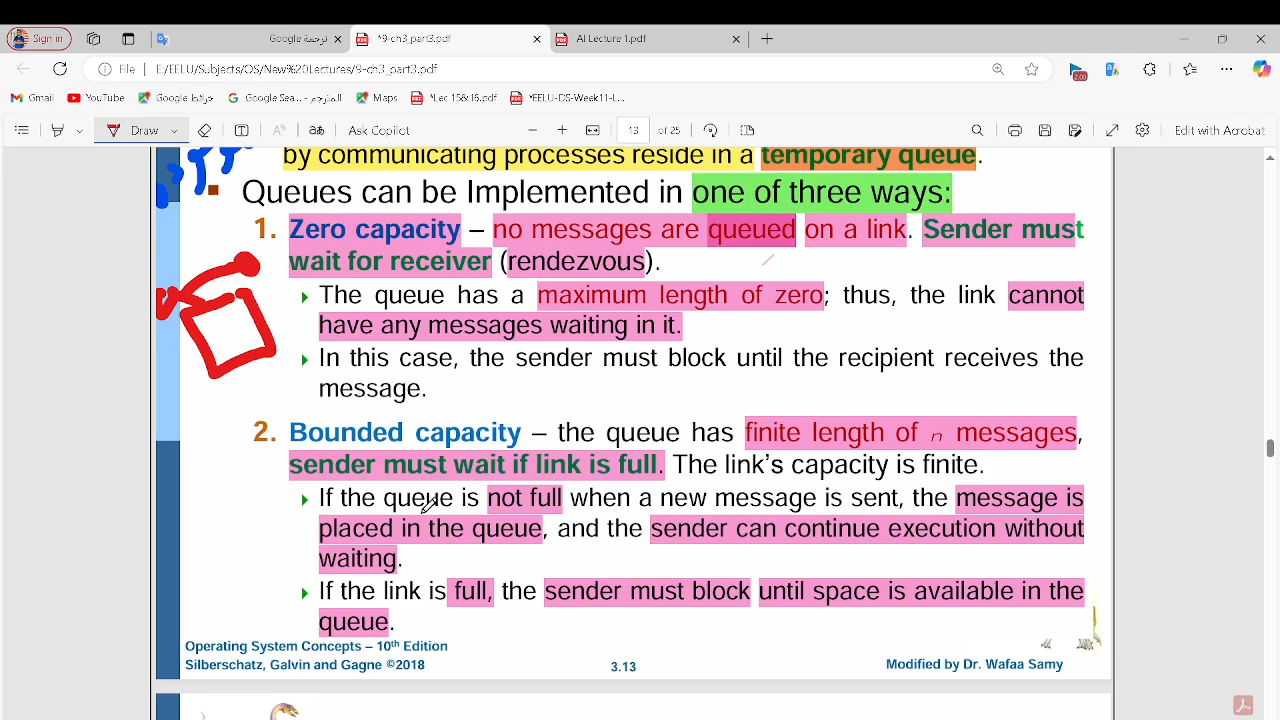 Sign in
ترجمة Google
*9-ch3_part3.pdf
AI Lecture 1.pdf
File E:/EELU/Subjects/OS/New%20Lectures/9-ch3_part3.pdf
2.00
Gmail YouTube خرائط Google Google Sea... المترجم Maps *Lec 15&16.pdf *EELU-DS-Week11-L...
Draw Ask Copilot 13 of 25 Edit with Acrobat
by communicating processes reside in a temporary queue.
Queues can be Implemented in one of three ways:
1. Zero capacity – no messages are queued on a link. Sender must
wait for receiver (rendezvous).
The queue has a maximum length of zero; thus, the link cannot
have any messages waiting in it.
In this case, the sender must block until the recipient receives the
message.
2. Bounded capacity – the queue has finite length of n messages,
sender must wait if link is full. The link’s capacity is finite.
If the queue is not full when a new message is sent, the message is
placed in the queue, and the sender can continue execution without
waiting.
If the link is full, the sender must block until space is available in the
queue.
Operating System Concepts – 10th Edition
Silberschatz, Galvin and Gagne ©2018
3.13
Modified by Dr. Wafaa Samy